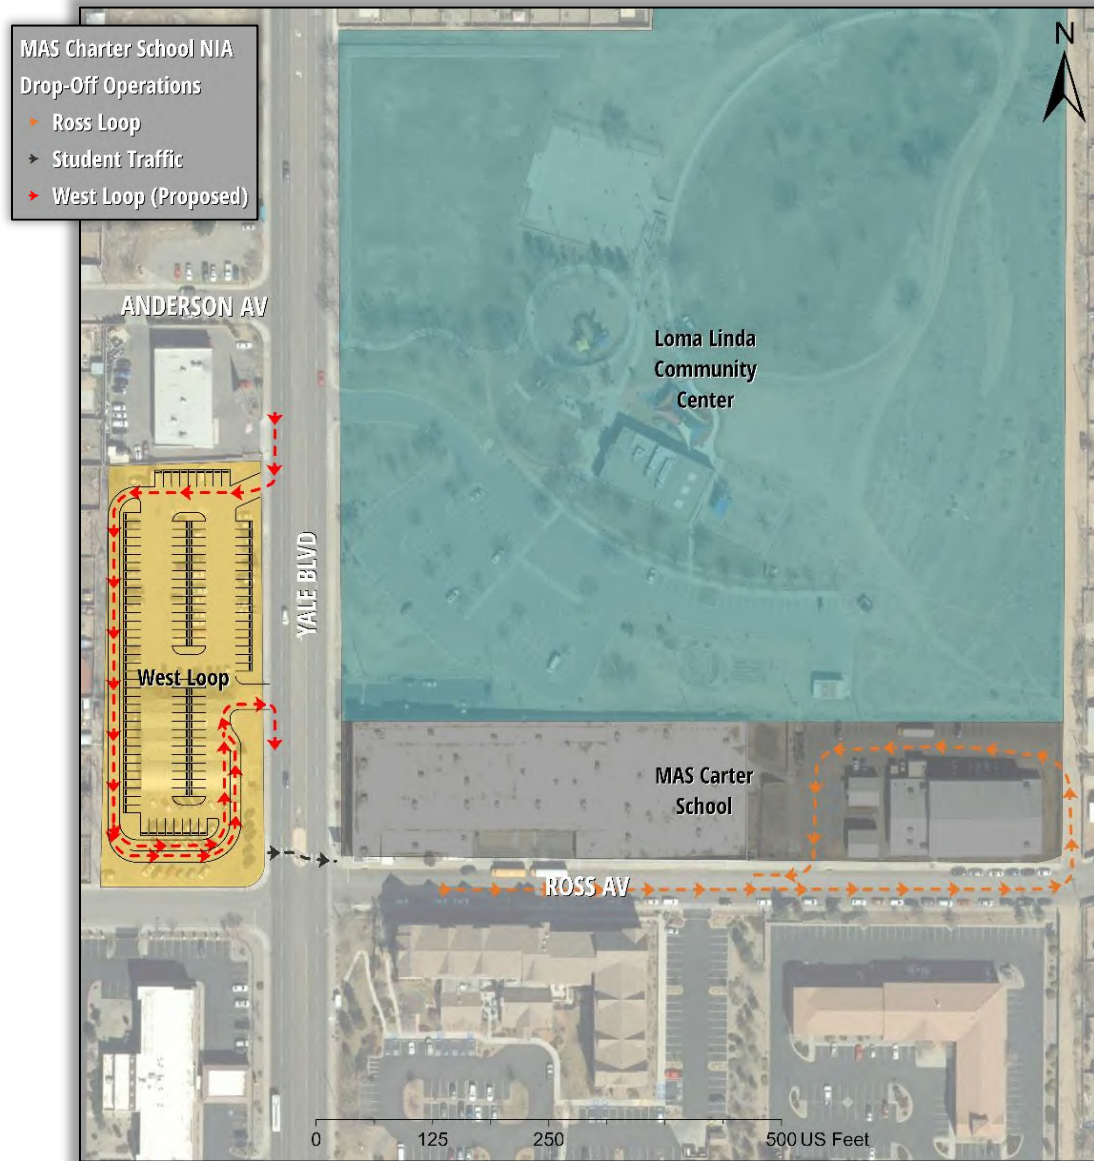 MAS Charter School NIA
Drop-Off Operations
Ross Loop
Student Traffic
West Loop (Proposed)
N
ANDERSON AV
Loma Linda
Community
Center
YALE BLVD
West Loop
MAS Carter
School
ROSS AV
0 125 250 500 US Feet